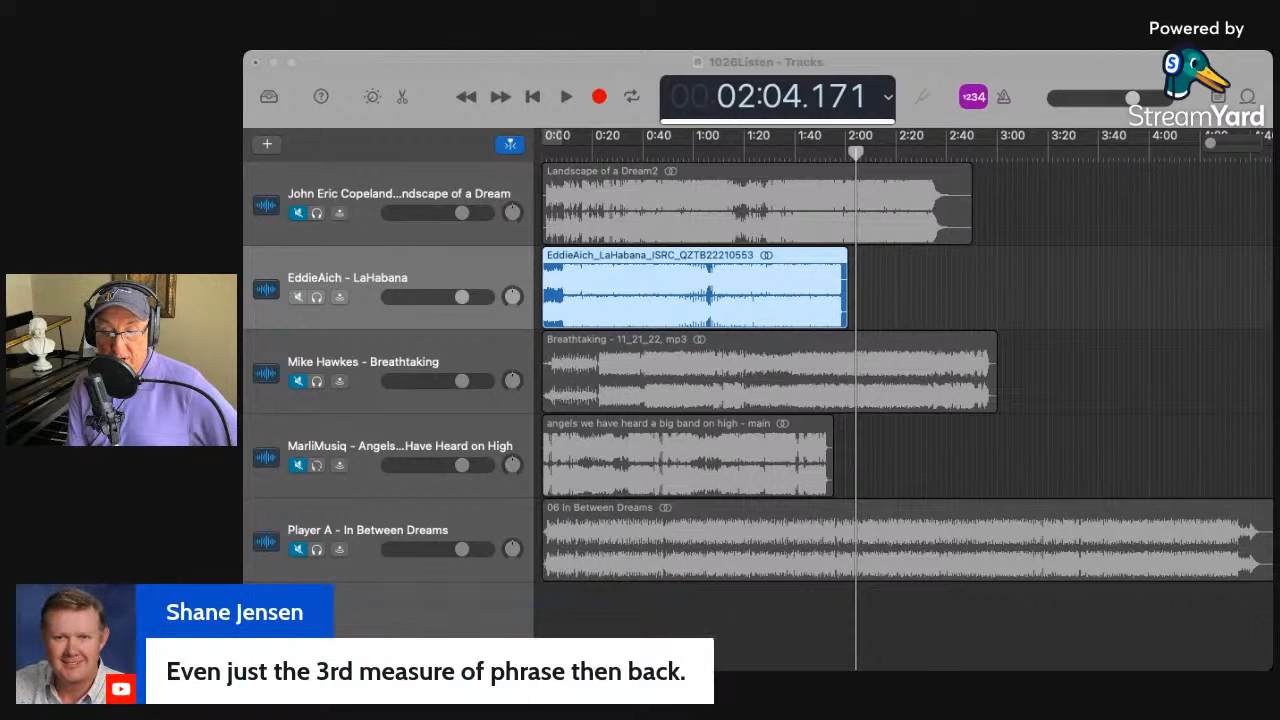 Powered by
S
StreamYard
1026Listen - Tracks
02:04.171
1234
0:00 0:20 0:40 1:00 1:20 1:40 2:00 2:20 2:40 3:00 3:20 3:40 4:00
John Eric Copeland...ndscape of a Dream
Landscape of a Dream2
EddieAich - LaHabana
EddieAich_LaHabana_ISRC_QZTB22210553
Mike Hawkes - Breathtaking
Breathtaking - 11_21_22, mp3
MarliMusiq - Angels...Have Heard on High
angels we have heard a big band on high - main
Player A - In Between Dreams
06 In Between Dreams
Shane Jensen
Even just the 3rd measure of phrase then back.